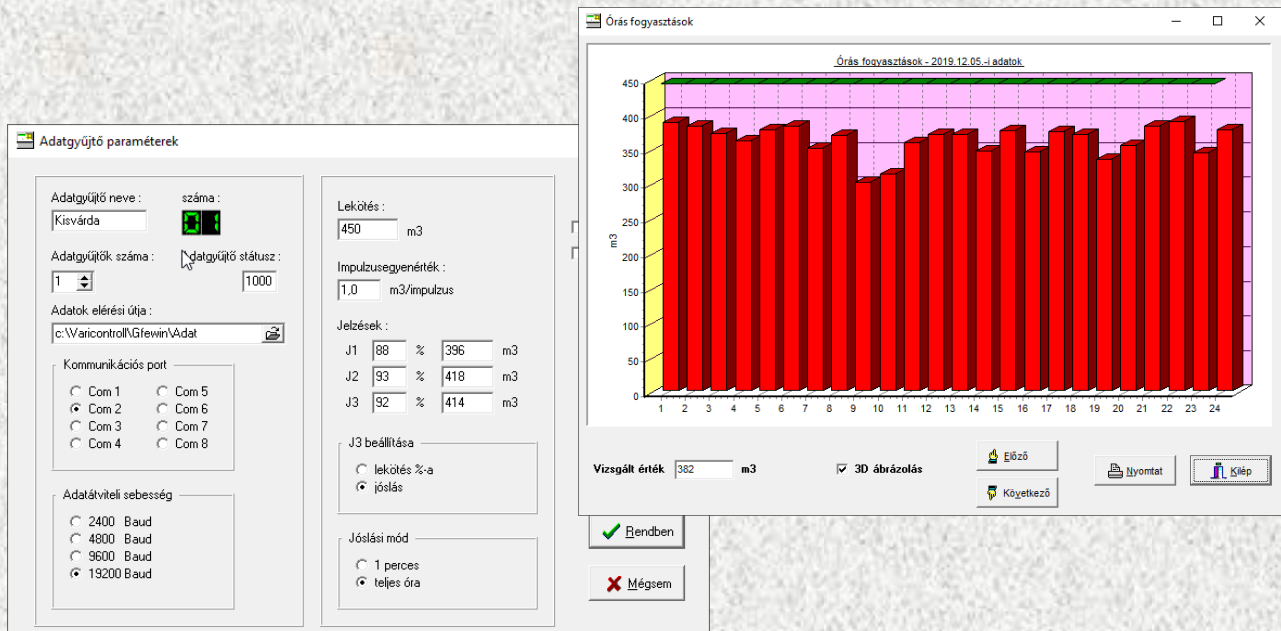 Adatgyűjtő paraméterek
Adatgyűjtő neve :
száma :
Kisvárda
01
Adatgyűjtők száma :
Adatgyűjtő státusz :
1
1000
Adatok elérési útja :
c:\Varicontroll\Gfewin\Adat
Kommunikációs port
Com 1
Com 5
Com 2
Com 6
Com 3
Com 7
Com 4
Com 8
Adatátviteli sebesség
2400 Baud
4800 Baud
9600 Baud
19200 Baud
Lekötés :
450 m3
Impulzusegyenérték :
1,0 m3/impulzus
Jelzések :
J1 88 % 396 m3
J2 93 % 418 m3
J3 92 % 414 m3
J3 beállítása
lekötés %-a
jóslás
Jóslási mód
1 perces
teljes óra
Rendben
Mégsem
Órás fogyasztások
Órás fogyasztások - 2019.12.05.-i adatok
450
400
350
300
250
200
150
100
50
0
m3
1 2 3 4 5 6 7 8 9 10 11 12 13 14 15 16 17 18 19 20 21 22 23 24
Vizsgált érték 382 m3
3D ábrázolás
Előző
Következő
Nyomtat
Kilép